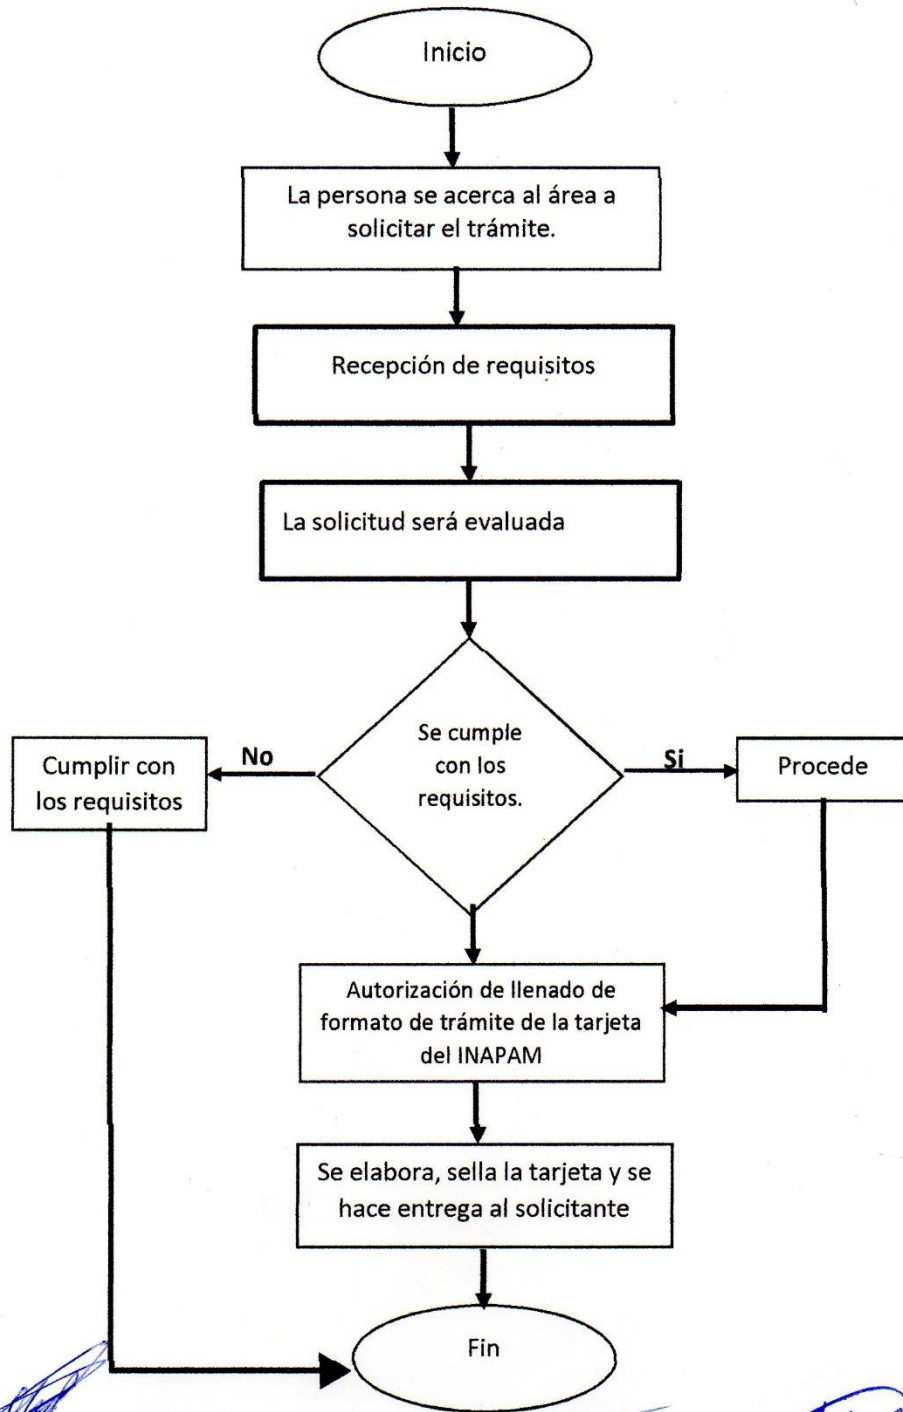 Inicio
La persona se acerca al área a
solicitar el trámite.
Recepción de requisitos
La solicitud será evaluada
Se cumple
con los
requisitos.
No
Si
Cumplir con
los requisitos
Procede
Autorización de llenado de
formato de trámite de la tarjeta
del INAPAM
Se elabora, sella la tarjeta y se
hace entrega al solicitante
Fin